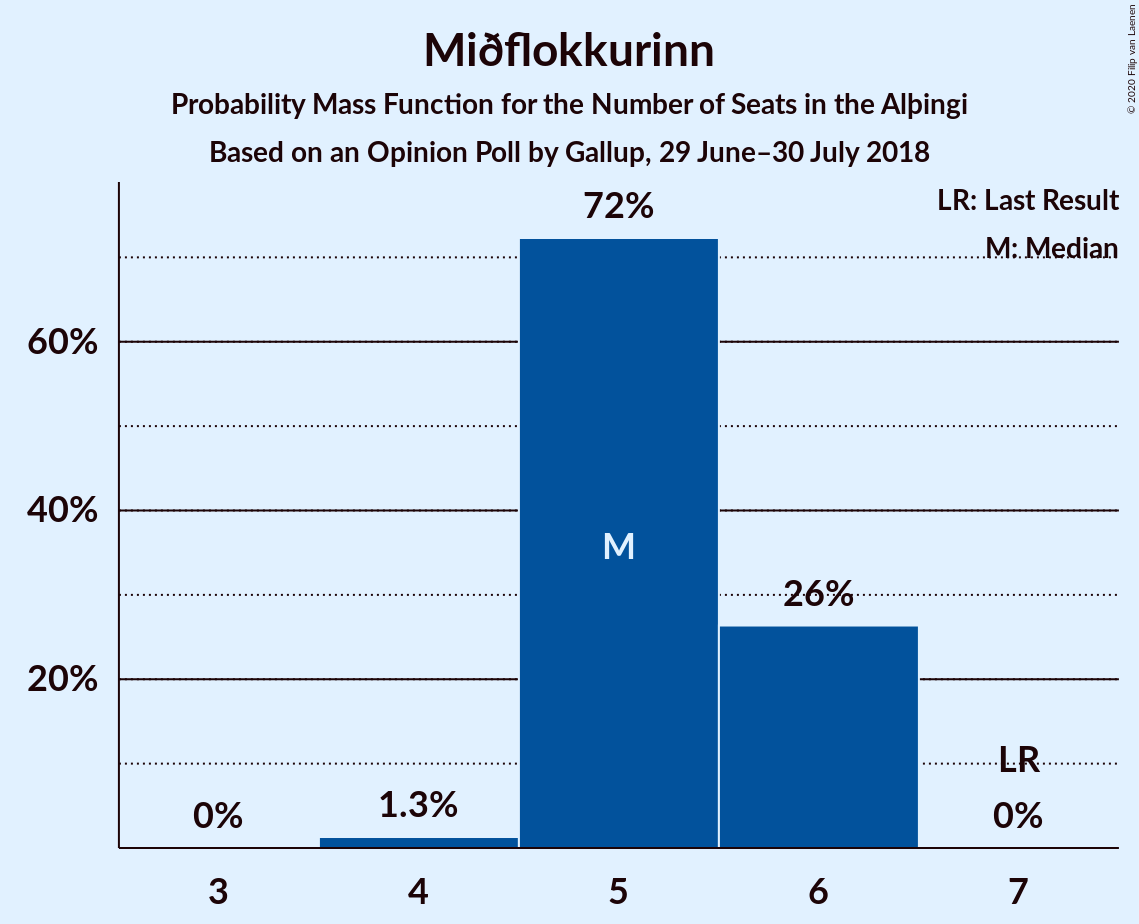 Miðflokkurinn
Probability Mass Function for the Number of Seats in the Alþingi
Based on an Opinion Poll by Gallup, 29 June–30 July 2018
© 2020 Filip van Laenen
LR: Last Result
M: Median
72%
60%
40%
20%
M
26%
LR
0%
1.3%
0%
3
4
5
6
7